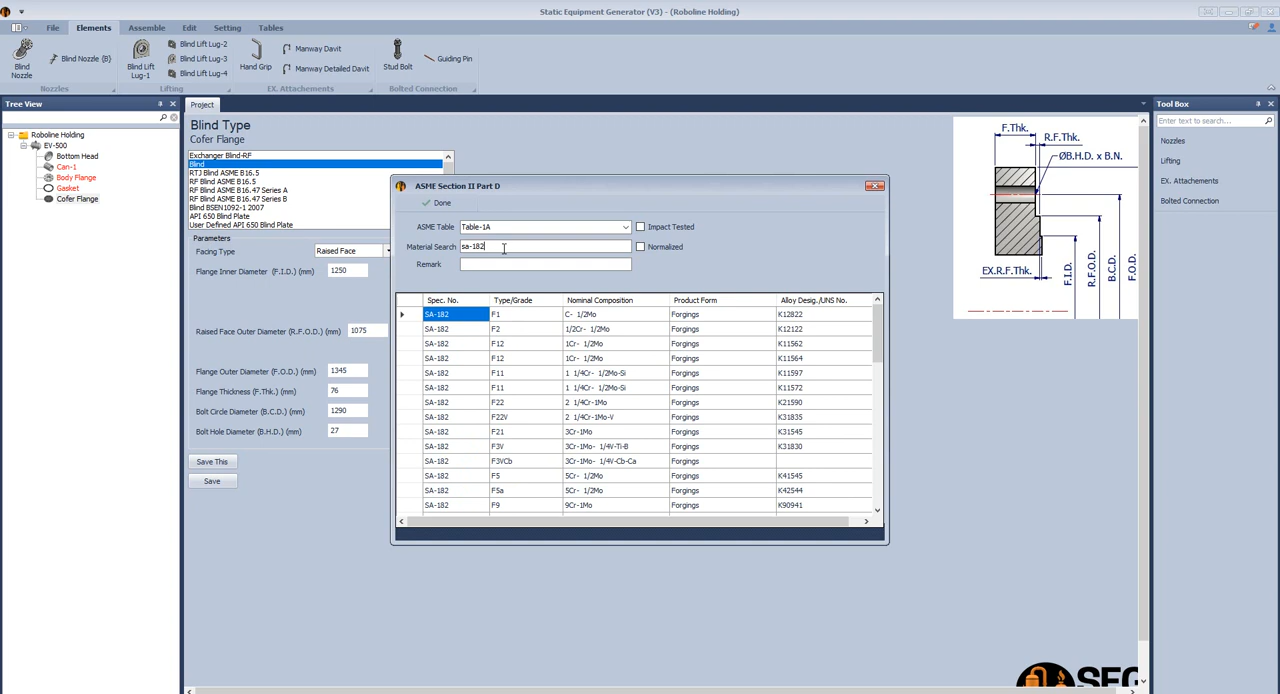 Static Equipment Generator (V3) - (Roboline Holding)
File Elements Assemble Edit Setting Tables
Blind Nozzle
Blind Nozzle (B)
Nozzles
Blind Lift Lug-1
Blind Lift Lug-2
Blind Lift Lug-3
Blind Lift Lug-4
Lifting
Hand Grip
Manway Davit
Manway Detailed Davit
EX. Attachements
Stud Bolt
Guiding Pin
Bolted Connection
Tree View
Roboline Holding
EV-500
Bottom Head
Can-1
Body Flange
Gasket
Cofer Flange
Project
Blind Type
Cofer Flange
Exchanger Blind-RF
Blind
RTJ Blind ASME B16.5
RF Blind ASME B16.5
RF Blind ASME B16.47 Series A
RF Blind ASME B16.47 Series B
Blind BSEN1092-1 2007
API 650 Blind Plate
User Defined API 650 Blind
Parameters
Facing Type Raised Face
Flange Inner Diameter (F.I.D.) (mm) 1250
Raised Face Outer Diameter (R.F.O.D.) (mm) 1075
Flange Outer Diameter (F.O.D.) (mm) 1345
Flange Thickness (F.Thk.) (mm) 76
Bolt Circle Diameter (B.C.D.) (mm) 1290
Bolt Hole Diameter (B.H.D.) (mm) 27
Save This
Save
ASME Section II Part D
Done
ASME Table Table-1A Impact Tested
Material Search sa-182 Normalized
Remark
Spec. No. Type/Grade Nominal Composition Product Form Alloy Desig./UNS No.
SA-182 F1 C- 1/2Mo Forgings K12822
SA-182 F2 1/2Cr- 1/2Mo Forgings K12122
SA-182 F12 1Cr- 1/2Mo Forgings K11562
SA-182 F12 1Cr- 1/2Mo Forgings K11564
SA-182 F11 1 1/4Cr- 1/2Mo-Si Forgings K11597
SA-182 F11 1 1/4Cr- 1/2Mo-Si Forgings K11572
SA-182 F22 2 1/4Cr-1Mo Forgings K21590
SA-182 F22V 2 1/4Cr-1Mo-V Forgings K31835
SA-182 F21 3Cr-1Mo Forgings K31545
SA-182 F3V 3Cr-1Mo- 1/4V-Ti-B Forgings K31830
SA-182 F3VCb 3Cr-1Mo- 1/4V-Cb-Ca Forgings
SA-182 F5 5Cr- 1/2Mo Forgings K41545
SA-182 F5a 5Cr- 1/2Mo Forgings K42544
SA-182 F9 9Cr-1Mo Forgings K90941
F.Thk.
R.F.Thk.
ØB.H.D. x B.N.
EX.R.F.Thk.
F.I.D.
R.F.O.D.
B.C.D.
F.O.D.
SEG
Tool Box
Enter text to search...
Nozzles
Lifting
EX. Attachements
Bolted Connection